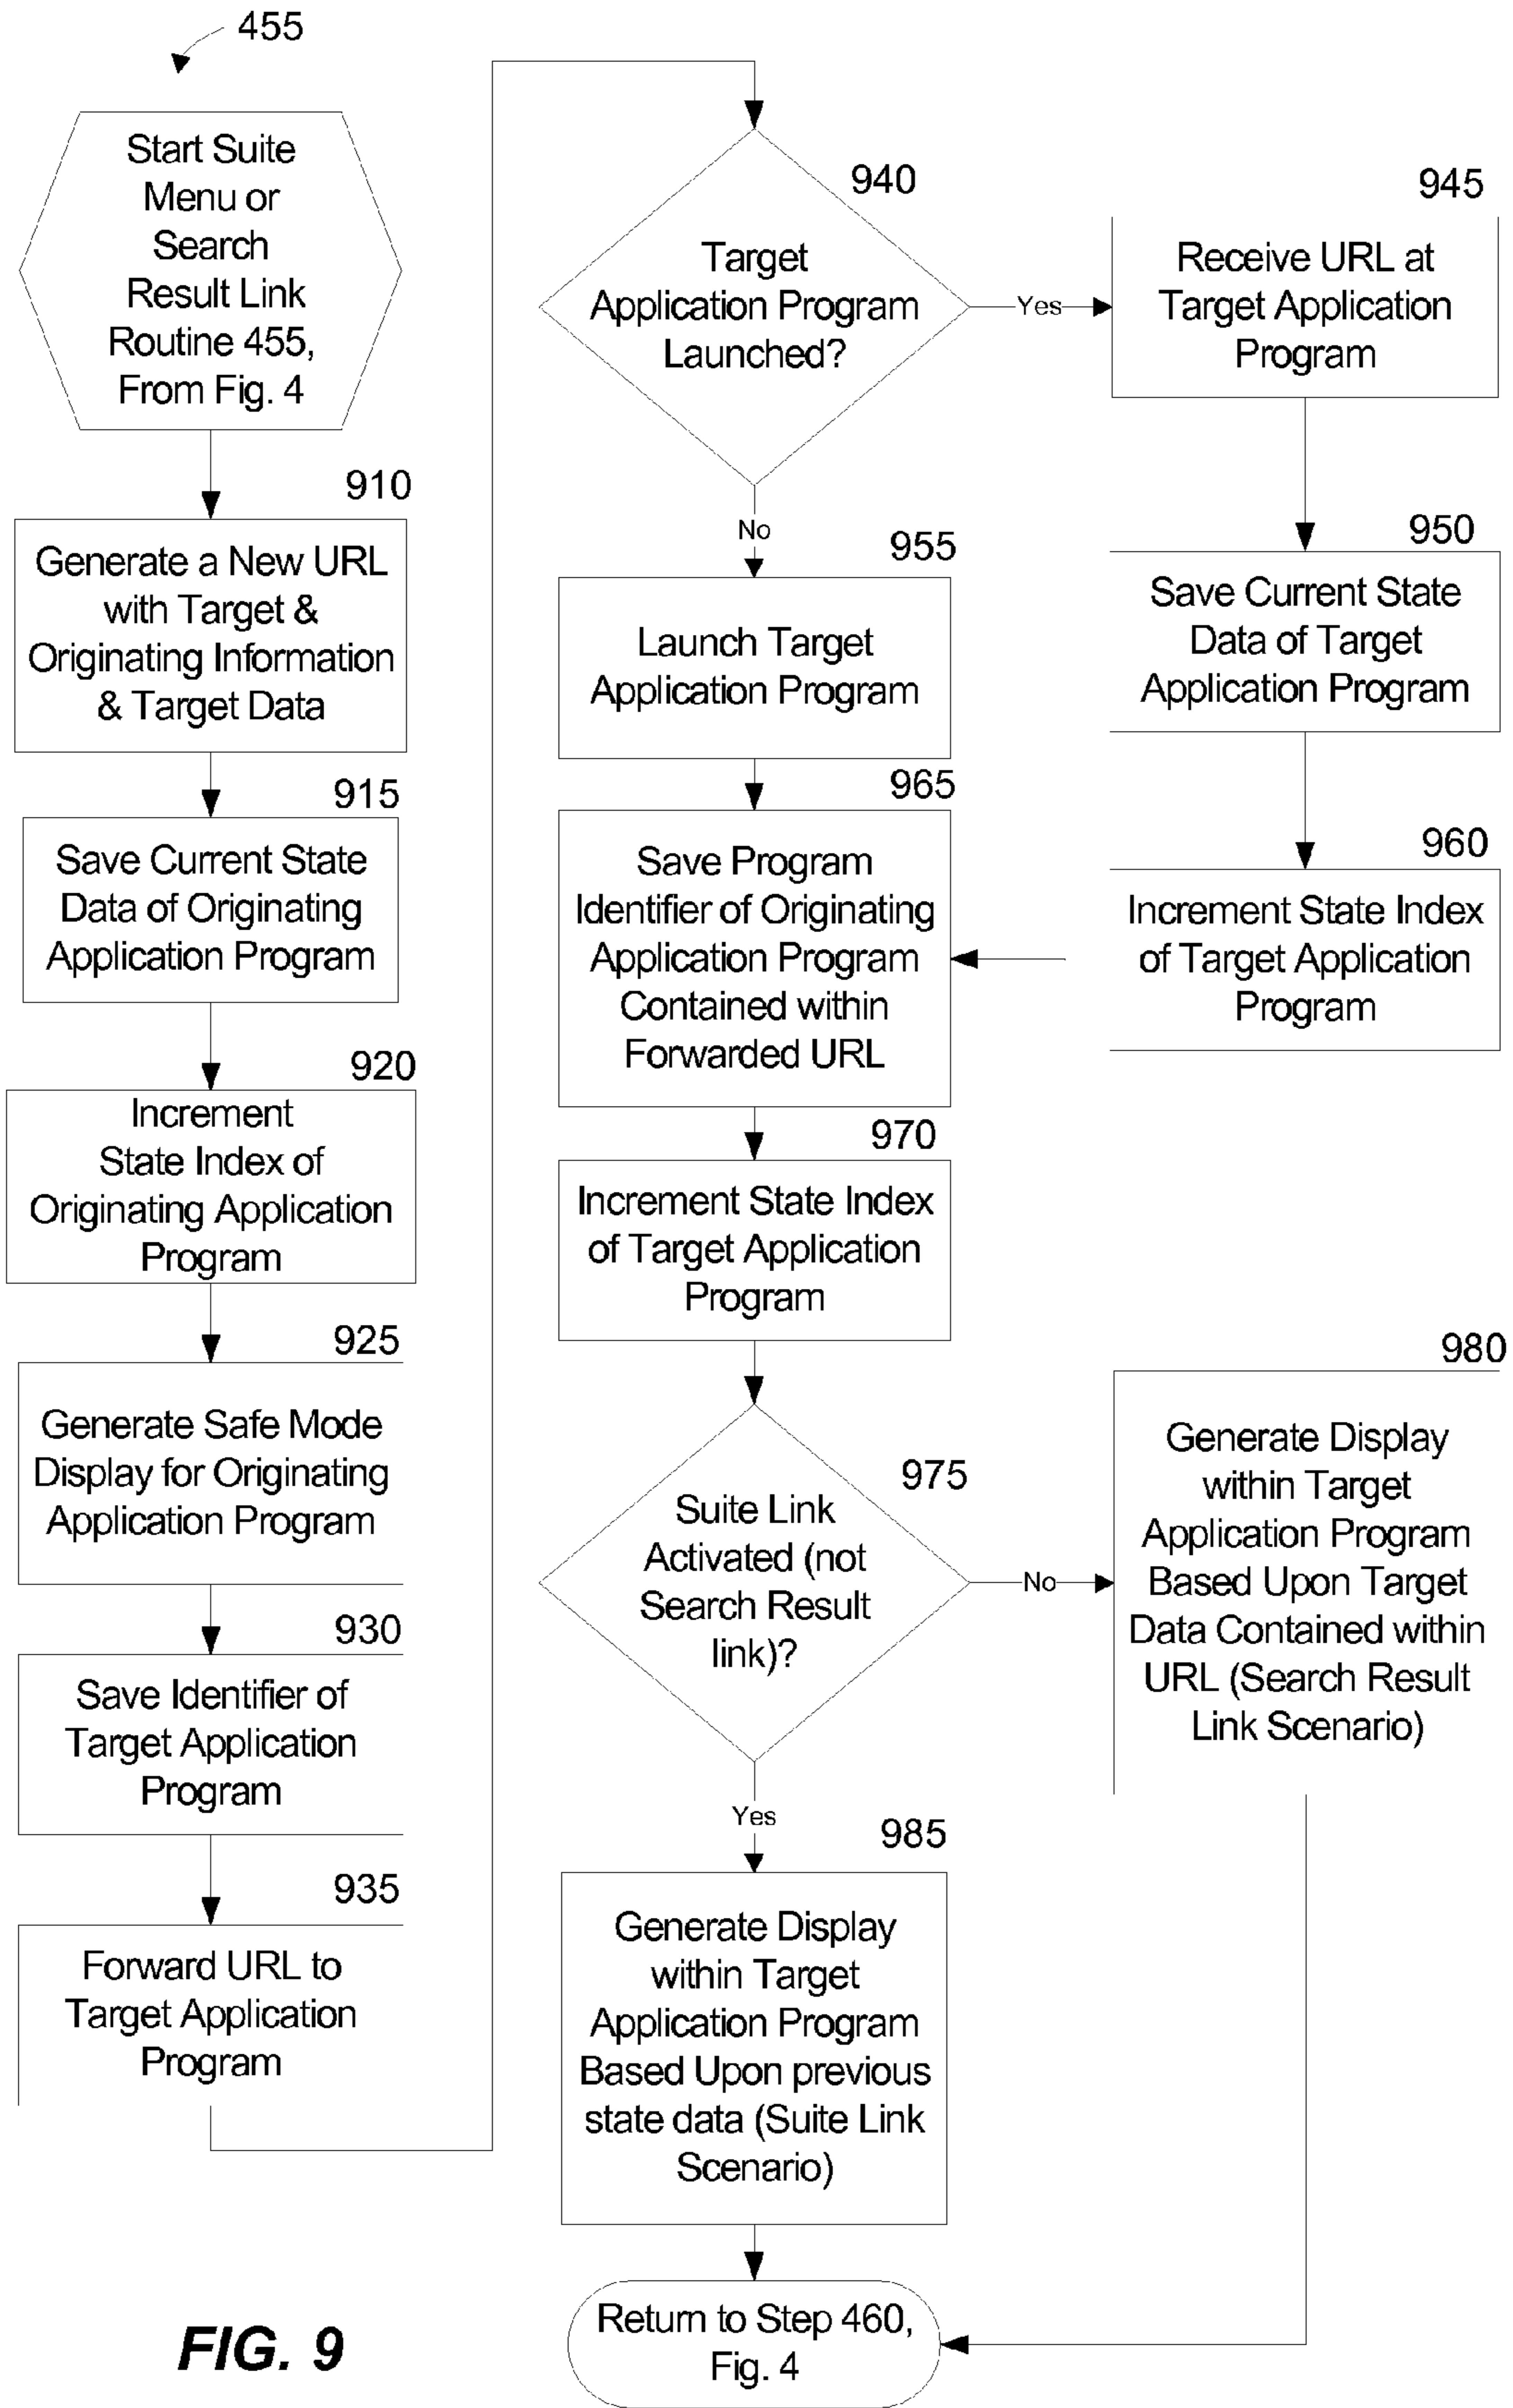 455
Start Suite
Menu or
Search
Result Link
Routine 455,
From Fig. 4
910
Generate a New URL
with Target &
Originating Information
& Target Data
915
Save Current State
Data of Originating
Application Program
920
Increment
State Index of
Originating Application
Program
925
Generate Safe Mode
Display for Originating
Application Program
930
Save Identifier of
Target Application
Program
935
Forward URL to
Target Application
Program
940
Target
Application Program
Launched?
Yes
No
945
Receive URL at
Target Application
Program
950
Save Current State
Data of Target
Application Program
960
Increment State Index
of Target Application
Program
955
Launch Target
Application Program
965
Save Program
Identifier of Originating
Application Program
Contained within
Forwarded URL
970
Increment State Index
of Target Application
Program
975
Suite Link
Activated (not
Search Result
link)?
No
Yes
980
Generate Display
within Target
Application Program
Based Upon Target
Data Contained within
URL (Search Result
Link Scenario)
985
Generate Display
within Target
Application Program
Based Upon previous
state data (Suite Link
Scenario)
Return to Step 460,
Fig. 4
FIG. 9